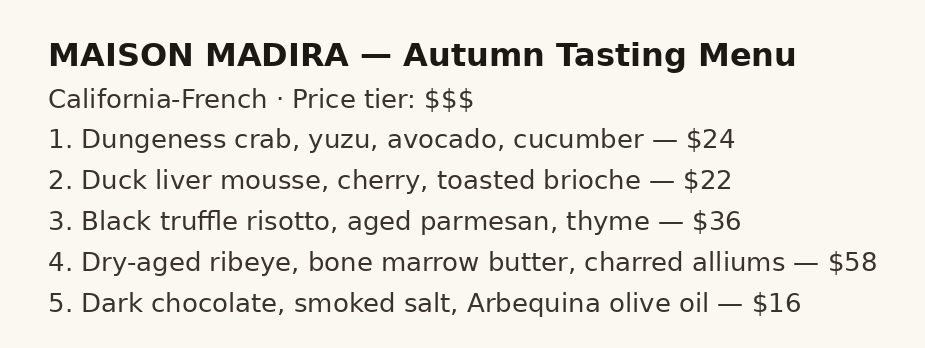 MAISON MADIRA — Autumn Tasting Menu
California-French · Price tier: $$$
1. Dungeness crab, yuzu, avocado, cucumber — $24
2. Duck liver mousse, cherry, toasted brioche — $22
3. Black truffle risotto, aged parmesan, thyme — $36
4. Dry-aged ribeye, bone marrow butter, charred alliums — $58
5. Dark chocolate, smoked salt, Arbequina olive oil — $16